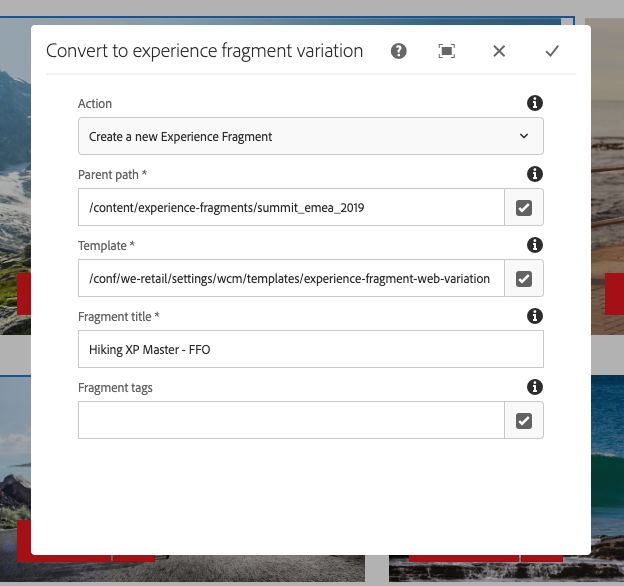 Convert to experience fragment variation
Action
Create a new Experience Fragment
Parent path *
/content/experience-fragments/summit_emea_2019
Template *
/conf/we-retail/settings/wcm/templates/experience-fragment-web-variation
Fragment title *
Hiking XP Master - FFO
Fragment tags